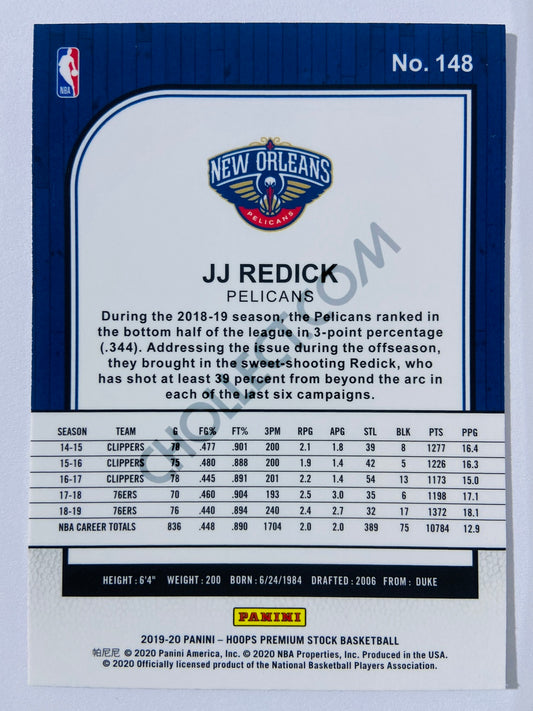 NBA
No. 148
NEW ORLEANS
PELICANS
JJ REDICK
PELICANS
During the 2018-19 season, the Pelicans ranked in
the bottom half of the league in 3-point percentage
(.344). Addressing the issue during the offseason,
they brought in the sweet-shooting Redick, who
has shot at least 39 percent from beyond the arc in
each of the last six campaigns.
CHOLLECT.COM
SEASON TEAM G FG% FT% 3PM RPG APG STL BLK PTS PPG
14-15 CLIPPERS 78 .477 .901 200 2.1 1.8 39 8 1277 16.4
15-16 CLIPPERS 75 .480 .888 200 1.9 1.4 42 5 1226 16.3
16-17 CLIPPERS 78 .445 .891 201 2.2 1.4 54 13 1173 15.0
17-18 76ERS 70 .460 .904 193 2.5 3.0 35 6 1198 17.1
18-19 76ERS 76 .440 .894 240 2.4 2.7 32 17 1372 18.1
NBA CAREER TOTALS 836 .448 .890 1704 2.0 2.0 389 75 10784 12.9
HEIGHT: 6'4" WEIGHT: 200 BORN: 6/24/1984 DRAFTED: 2006 FROM: DUKE
PANINI
2019-20 PANINI – HOOPS PREMIUM STOCK BASKETBALL
帕尼尼 © 2020 Panini America, Inc. © 2020 NBA Properties, Inc. Produced in the USA.
© 2020 Officially licensed product of the National Basketball Players Association.